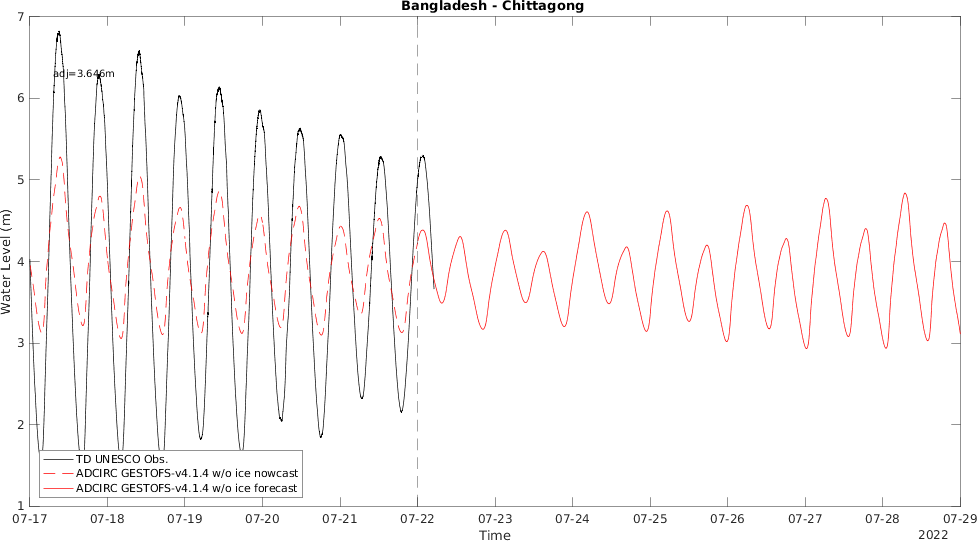 Bangladesh - Chittagong
7
adj=3.646m
6
5
4
3
2
1
Water Level (m)
TD UNESCO Obs.
ADCIRC GESTOFS-v4.1.4 w/o ice nowcast
ADCIRC GESTOFS-v4.1.4 w/o ice forecast
07-17 07-18 07-19 07-20 07-21 07-22 07-23 07-24 07-25 07-26 07-27 07-28 07-29
Time
2022